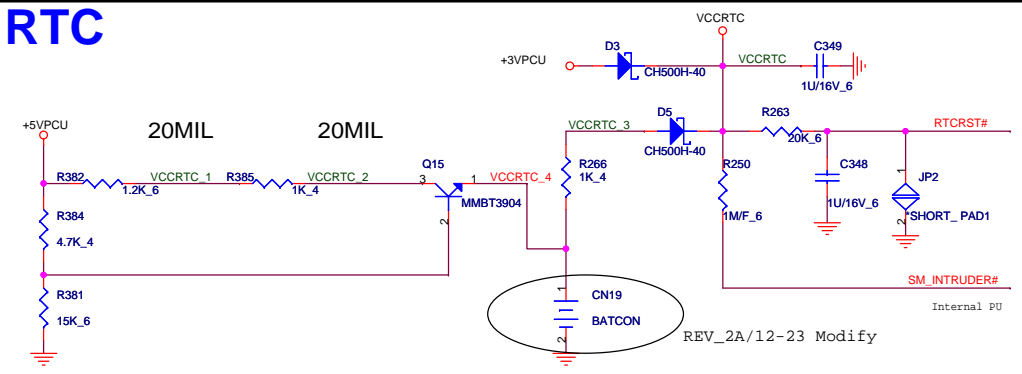 RTC
VCCRTC
+3VPCU
D3
CH500H-40
VCCRTC
C349
1U/16V_6
+5VPCU
20MIL
20MIL
VCCRTC_3
D5
CH500H-40
R263
20K_6
RTCRST#
R382
1.2K_6
VCCRTC_1
R385
1K_4
VCCRTC_2
Q15
3
1
2
MMBT3904
VCCRTC_4
R266
1K_4
R250
1M/F_6
C348
1U/16V_6
1
JP2
2
*SHORT_ PAD1
R384
4.7K_4
R381
15K_6
1
CN19
BATCON
2
SM_INTRUDER#
Internal PU
REV_2A/12-23 Modify